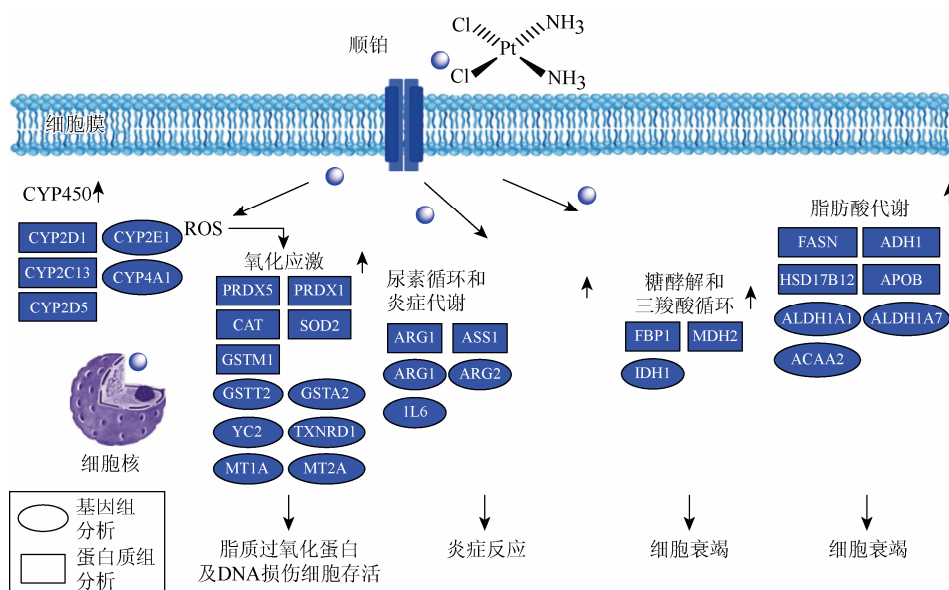 Cl
NH3
顺铂
Pt
Cl
NH3
细胞膜
CYP450
CYP2D1
CYP2E1
CYP2C13
CYP4A1
CYP2D5
ROS
氧化应激
PRDX5
PRDX1
CAT
SOD2
GSTM1
GSTT2
GSTA2
YC2
TXNRD1
MT1A
MT2A
尿素循环和
炎症代谢
ARG1
ASS1
ARG1
ARG2
1L6
糖酵解和
三羧酸循环
FBP1
MDH2
IDH1
脂肪酸代谢
FASN
ADH1
HSD17B12
APOB
ALDH1A1
ALDH1A7
ACAA2
细胞核
基因组
分析
蛋白质组
分析
脂质过氧化蛋白
及DNA损伤细胞存活
炎症反应
细胞衰竭
细胞衰竭